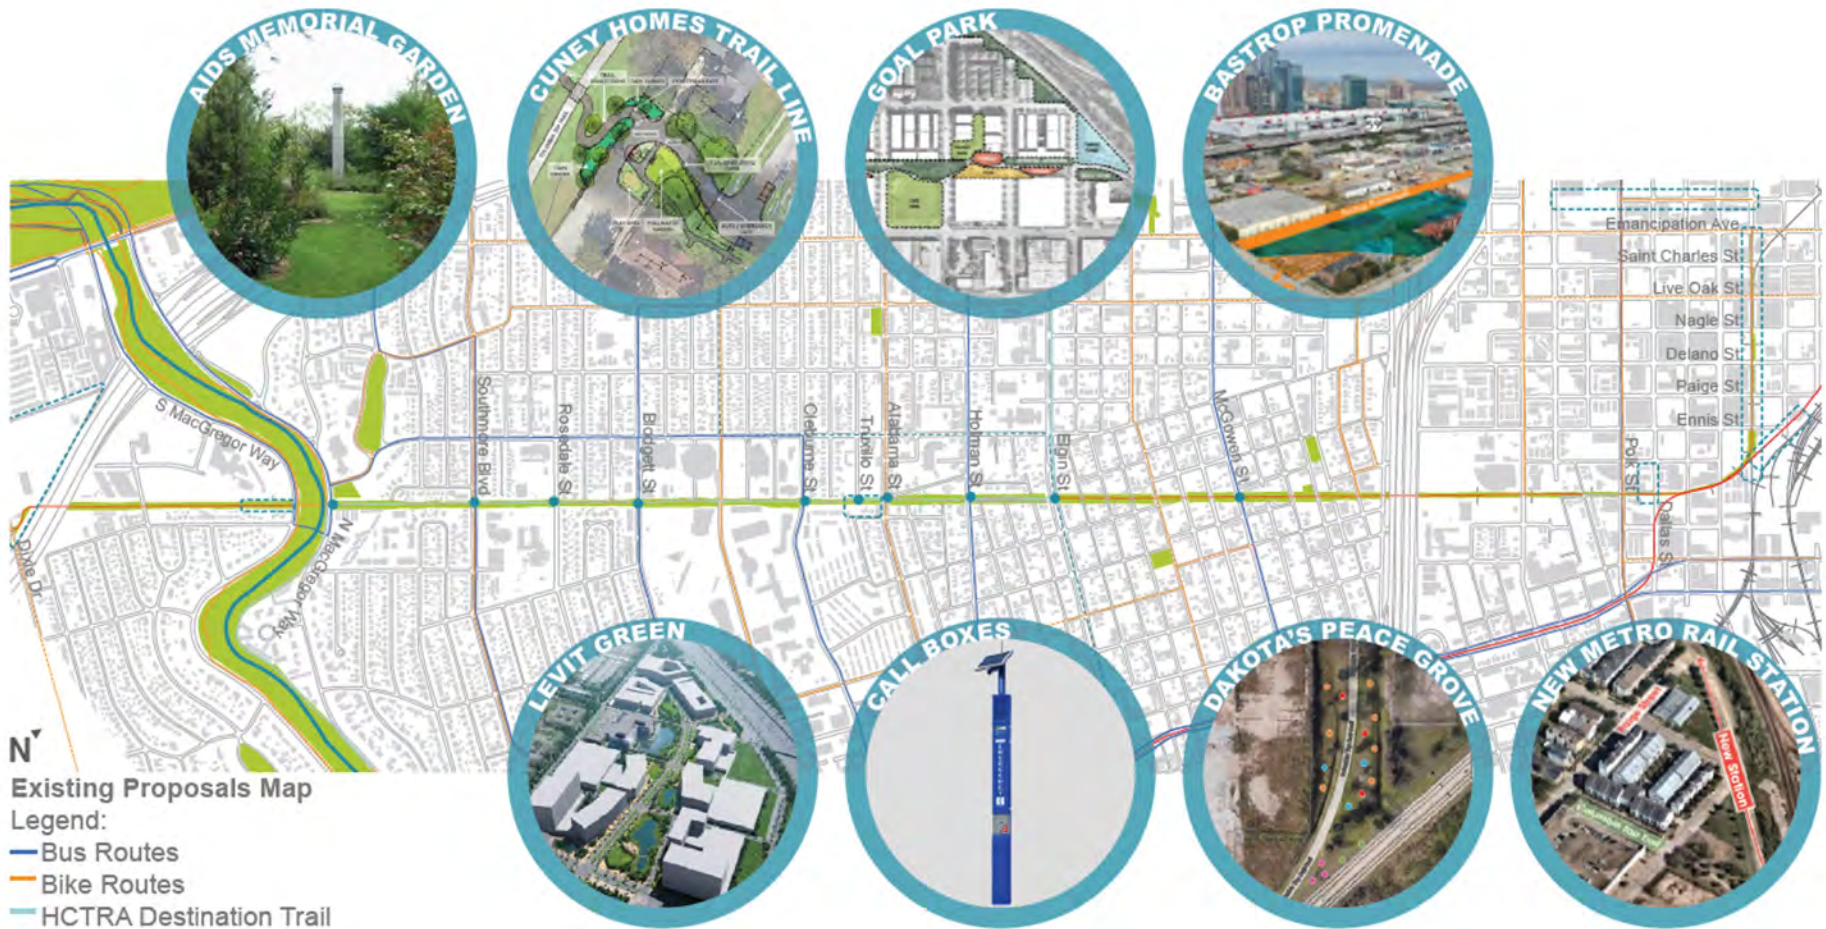 AIDS MEMORIAL GARDEN
CUNEY HOMES TRAIL LINE
GOAL PARK
BASTROP PROMENADE
Emancipation Ave
Saint Charles St
Live Oak St
Nagle St
Delano St
Paige St
Ennis St
S MacGregor Way
Southmore Blvd
Rosedale St
Blodgett St
Cleburne St
Truxillo St
Alabama St
Holman St
Elgin St
McGowen St
Polk St
Dallas St
Dixie Dr
N MacGregor Way
LEVIT GREEN
CALL BOXES
DAKOTA'S PEACE GROVE
NEW METRO RAIL STATION
New Station
N
Existing Proposals Map
Legend:
Bus Routes
Bike Routes
HCTRA Destination Trail